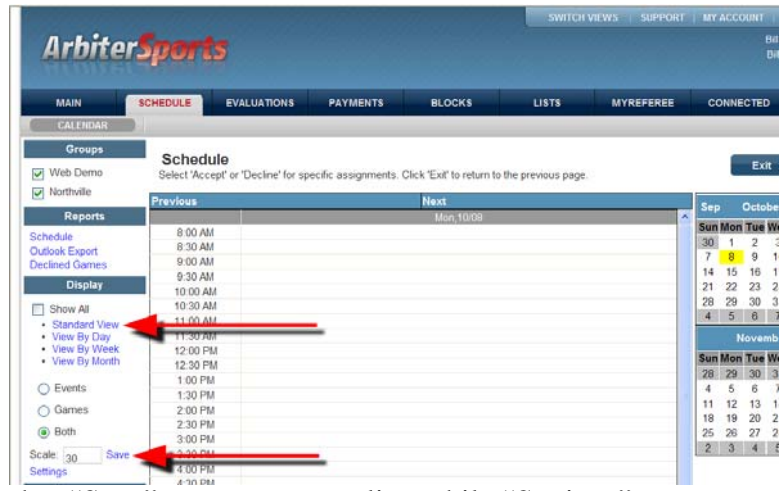 SWITCH VIEWS SUPPORT MY ACCOUNT
ArbiterSports
MAIN SCHEDULE EVALUATIONS PAYMENTS BLOCKS LISTS MYREFEREE CONNECTED
CALENDAR
Groups
Web Demo
Northville
Reports
Schedule
Outlook Export
Declined Games
Display
Show All
Standard View
View By Day
View By Week
View By Month
Events
Games
Both
Scale: 30 Save
Settings
Schedule
Select 'Accept' or 'Decline' for specific assignments. Click 'Exit' to return to the previous page.
Exit
Previous Next
Mon, 10/08
8:00 AM
8:30 AM
9:00 AM
9:30 AM
10:00 AM
10:30 AM
11:00 AM
11:30 AM
12:00 PM
12:30 PM
1:00 PM
1:30 PM
2:00 PM
2:30 PM
3:00 PM
3:30 PM
4:00 PM
4:30 PM
Sep
Sun Mon Tue
30 1 2
7 8 9
14 15 16
21 22 23
28 29 30
4 5 6
Sun Mon Tue
28 29 30
4 5 6
11 12 13
18 19 20
25 26 27
2 3 4